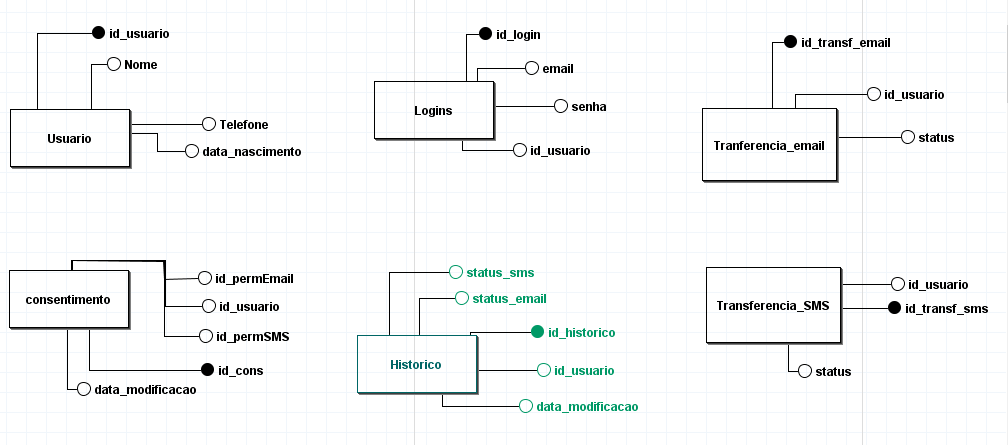 id_usuario
Nome
Usuario
Telefone
data_nascimento
id_login
email
Logins
senha
id_usuario
id_transf_email
id_usuario
Tranferencia_email
status
consentimento
id_permEmail
id_usuario
id_permSMS
id_cons
data_modificacao
status_sms
status_email
id_historico
Historico
id_usuario
data_modificacao
Transferencia_SMS
id_usuario
id_transf_sms
status